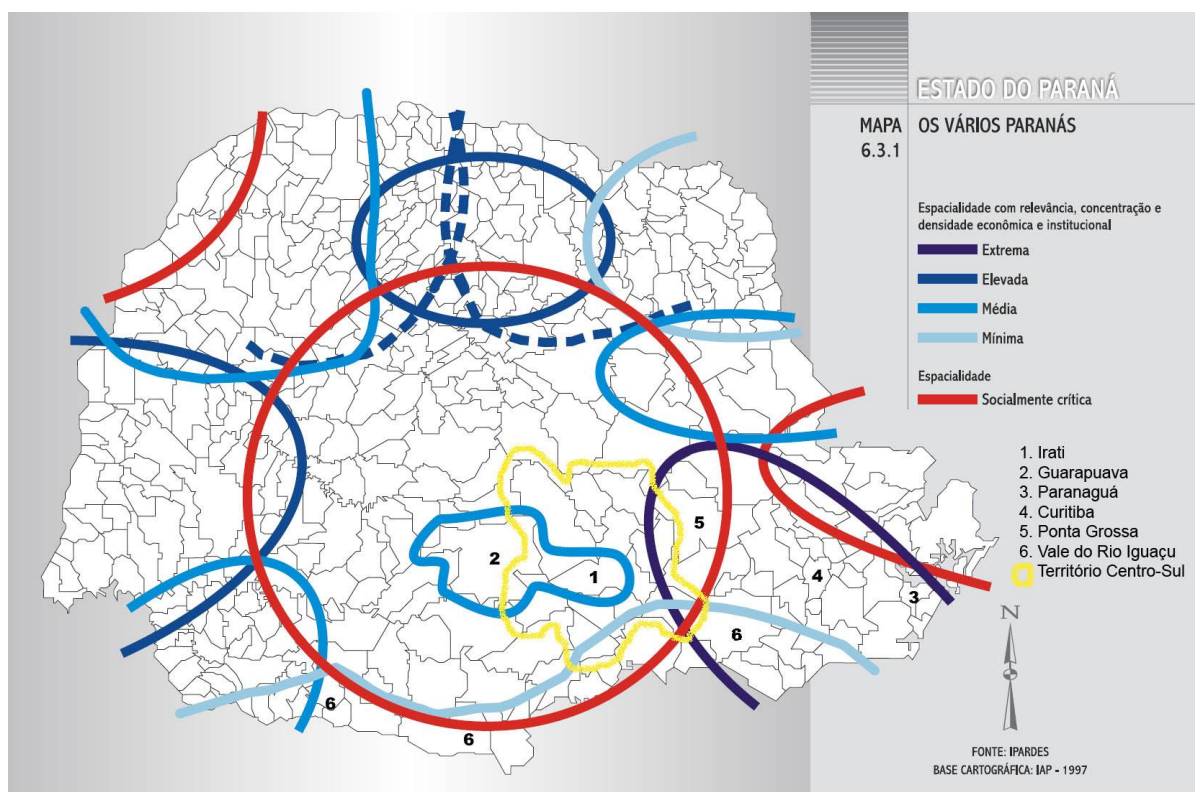 ESTADO DO PARANÁ
MAPA
6.3.1
OS VÁRIOS PARANÁS
Espacialidade com relevância, concentração e
densidade econômica e institucional
Extrema
Elevada
Média
Mínima
Espacialidade
Socialmente crítica
1. Irati
2. Guarapuava
3. Paranaguá
4. Curitiba
5. Ponta Grossa
6. Vale do Rio Iguaçu
Território Centro-Sul
5
2
1
4
3
6
6
6
N
FONTE: IPARDES
BASE CARTOGRÁFICA: IAP - 1997